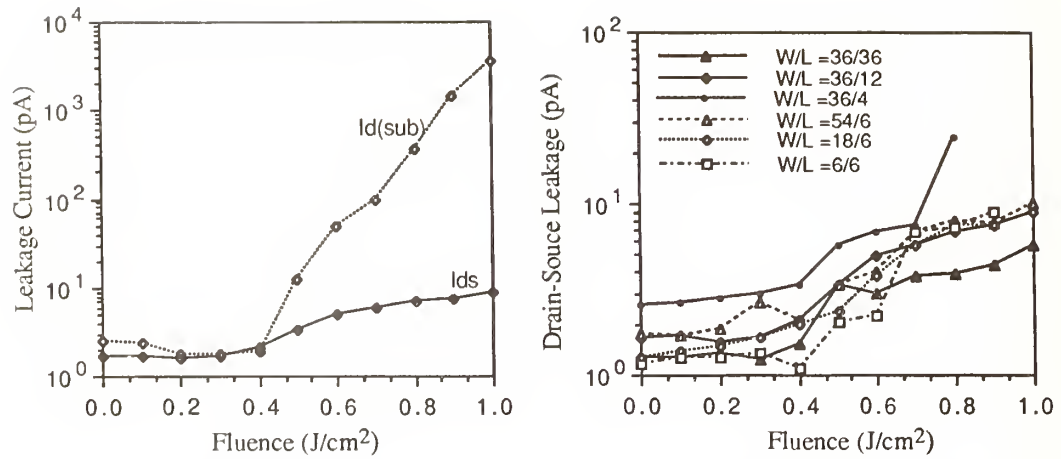 Leakage Current (pA)
10^4
10^3
10^2
10^1
10^0
Id(sub)
Ids
0.0 0.2 0.4 0.6 0.8 1.0
Fluence (J/cm^2)
Drain-Souce Leakage (pA)
10^2
10^1
10^0
W/L =36/36
W/L =36/12
W/L =36/4
W/L =54/6
W/L =18/6
W/L =6/6
0.0 0.2 0.4 0.6 0.8 1.0
Fluence (J/cm^2)